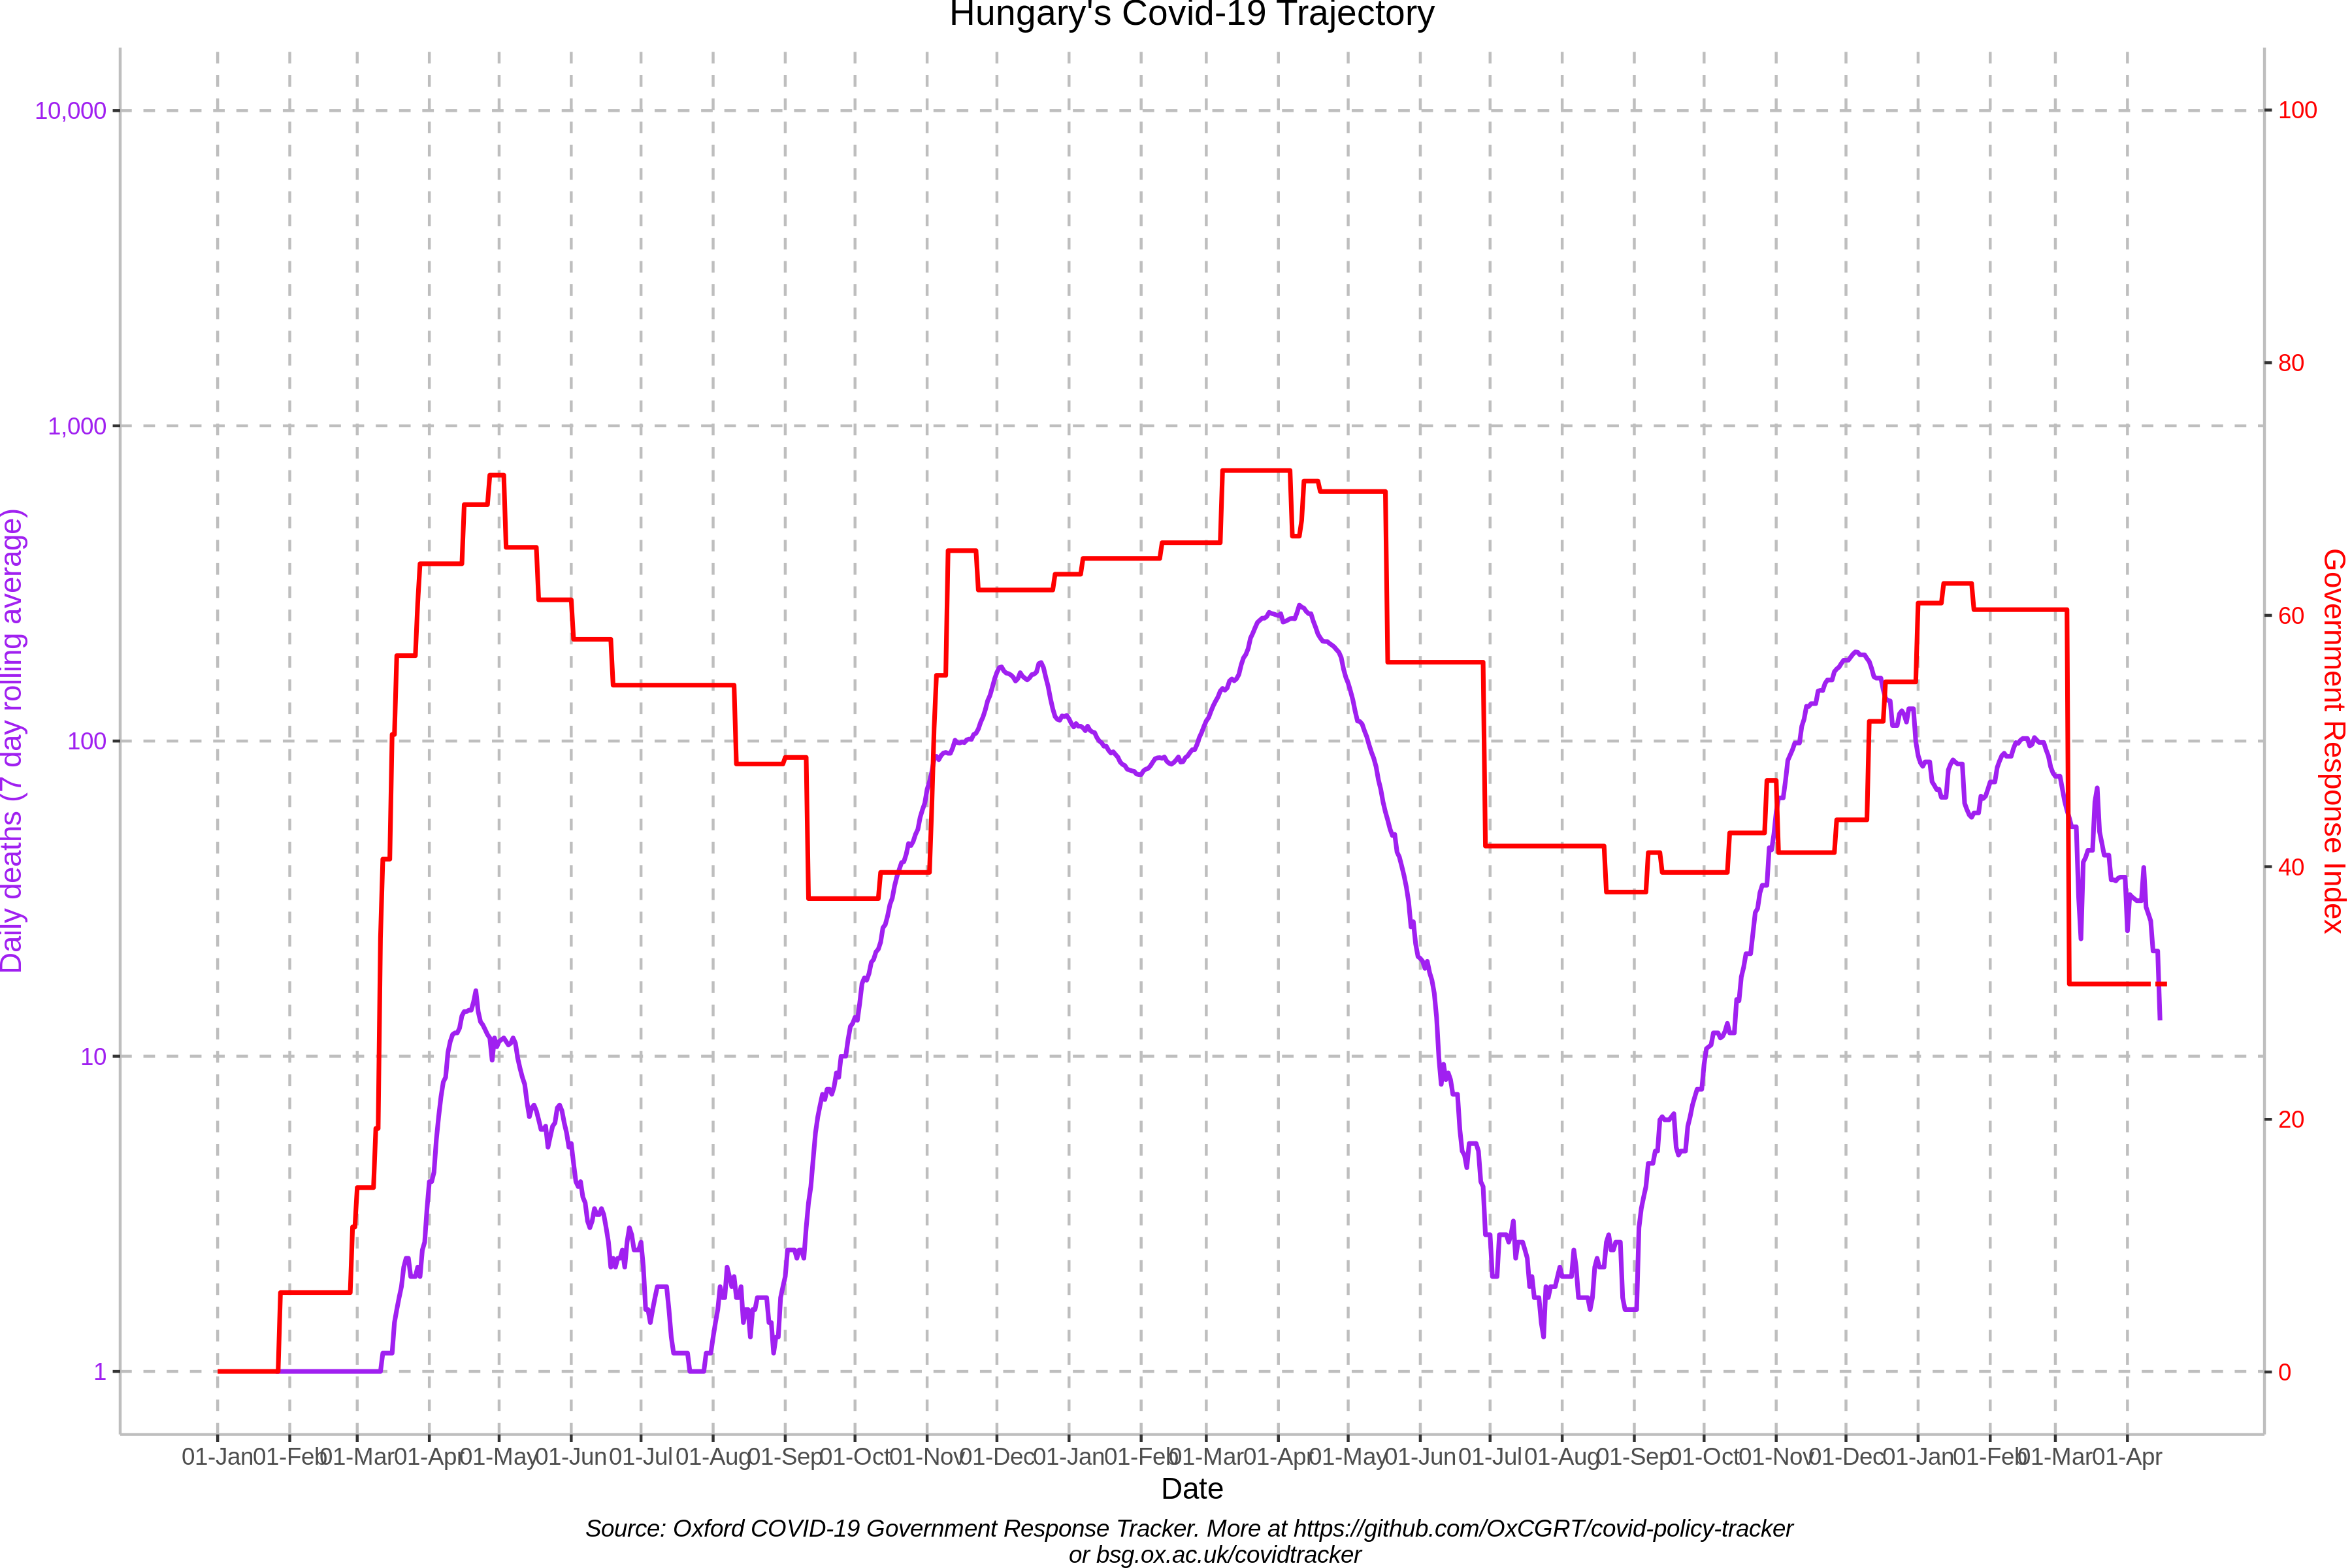 Hungary's Covid-19 Trajectory
10,000
1,000
100
10
1
Daily deaths (7 day rolling average)
100
80
60
40
20
0
Government Response Index
01-Jan 01-Feb 01-Mar 01-Apr 01-May 01-Jun 01-Jul 01-Aug 01-Sep 01-Oct 01-Nov 01-Dec 01-Jan 01-Feb 01-Mar 01-Apr 01-May 01-Jun 01-Jul 01-Aug 01-Sep 01-Oct 01-Nov 01-Dec 01-Jan 01-Feb 01-Mar 01-Apr
Date
Source: Oxford COVID-19 Government Response Tracker. More at https://github.com/OxCGRT/covid-policy-tracker
or bsg.ox.ac.uk/covidtracker